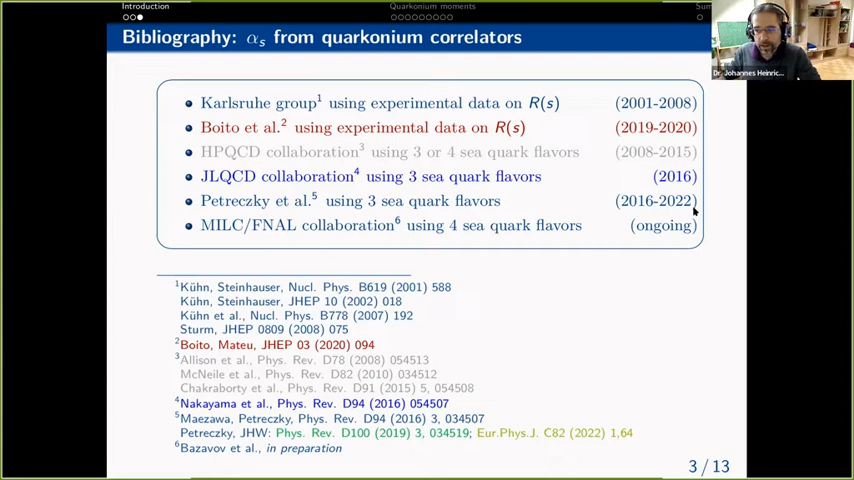 Introduction
Quarkonium moments
Sum
Bibliography: αs from quarkonium correlators
Karlsruhe group¹ using experimental data on R(s) (2001-2008)
Boito et al.² using experimental data on R(s) (2019-2020)
HPQCD collaboration³ using 3 or 4 sea quark flavors (2008-2015)
JLQCD collaboration⁴ using 3 sea quark flavors (2016)
Petreczky et al.⁵ using 3 sea quark flavors (2016-2022)
MILC/FNAL collaboration⁶ using 4 sea quark flavors (ongoing)
¹Kühn, Steinhauser, Nucl. Phys. B619 (2001) 588
Kühn, Steinhauser, JHEP 10 (2002) 018
Kühn et al., Nucl. Phys. B778 (2007) 192
Sturm, JHEP 0809 (2008) 075
²Boito, Mateu, JHEP 03 (2020) 094
³Allison et al., Phys. Rev. D78 (2008) 054513
McNeile et al., Phys. Rev. D82 (2010) 034512
Chakraborty et al., Phys. Rev. D91 (2015) 5, 054508
⁴Nakayama et al., Phys. Rev. D94 (2016) 054507
⁵Maezawa, Petreczky, Phys. Rev. D94 (2016) 3, 034507
Petreczky, JHW: Phys. Rev. D100 (2019) 3, 034519; Eur.Phys.J. C82 (2022) 1,64
⁶Bazavov et al., in preparation
3 / 13
Dr. Johannes Heinric...